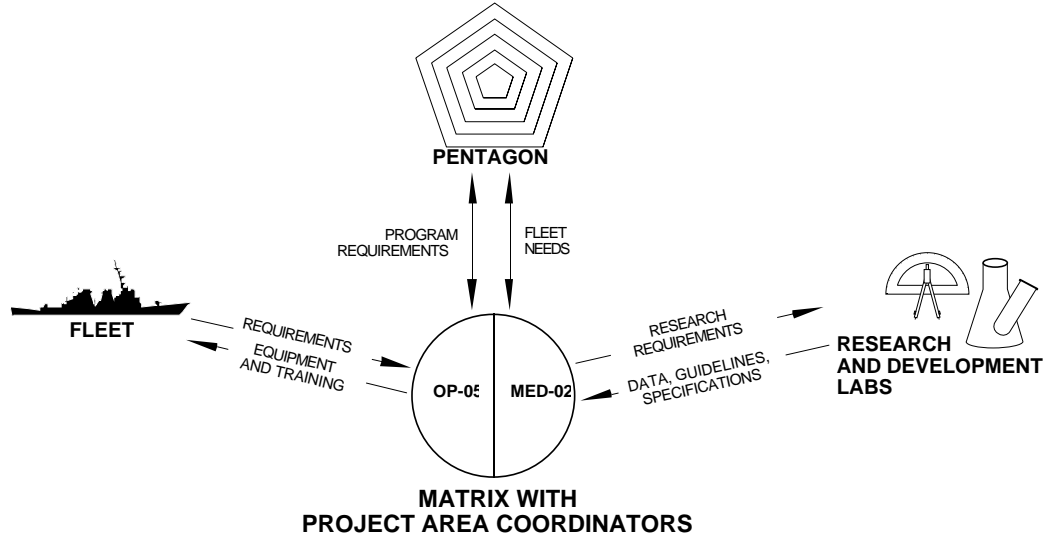 PENTAGON
PROGRAM
REQUIREMENTS
FLEET
NEEDS
FLEET
REQUIREMENTS
EQUIPMENT
AND TRAINING
RESEARCH
REQUIREMENTS
DATA, GUIDELINES,
SPECIFICATIONS
RESEARCH
AND DEVELOPMENT
LABS
OP-05
MED-02
MATRIX WITH
PROJECT AREA COORDINATORS